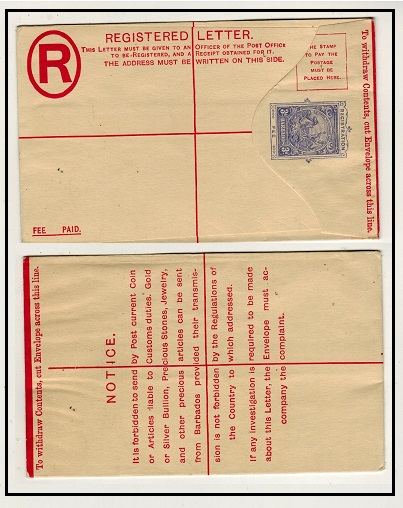 REGISTERED LETTER.
THIS LETTER MUST BE GIVEN TO AN OFFICER OF THE POST OFFICE
TO BE REGISTERED, AND A RECEIPT OBTAINED FOR IT.
THE ADDRESS MUST BE WRITTEN ON THIS SIDE.
R
THE STAMP
TO PAY THE
POSTAGE
MUST BE
PLACED HERE.
REGISTRATION
FEE
FEE PAID.
To withdraw Contents, cut Envelope across this line.
To withdraw Contents, cut Envelope across this line.
NOTICE.
It is forbidden to send by Post current Coin
or Articles liable to Customs duties. Gold
or Silver Bullion, Precious Stones, Jewelry,
and other precious articles can be sent
from Barbados provided their transmis-
sion is not forbidden by the Regulations of
the Country to which addressed.
If any investigation is required to be made
about this Letter, the Envelope must ac-
company the complaint.